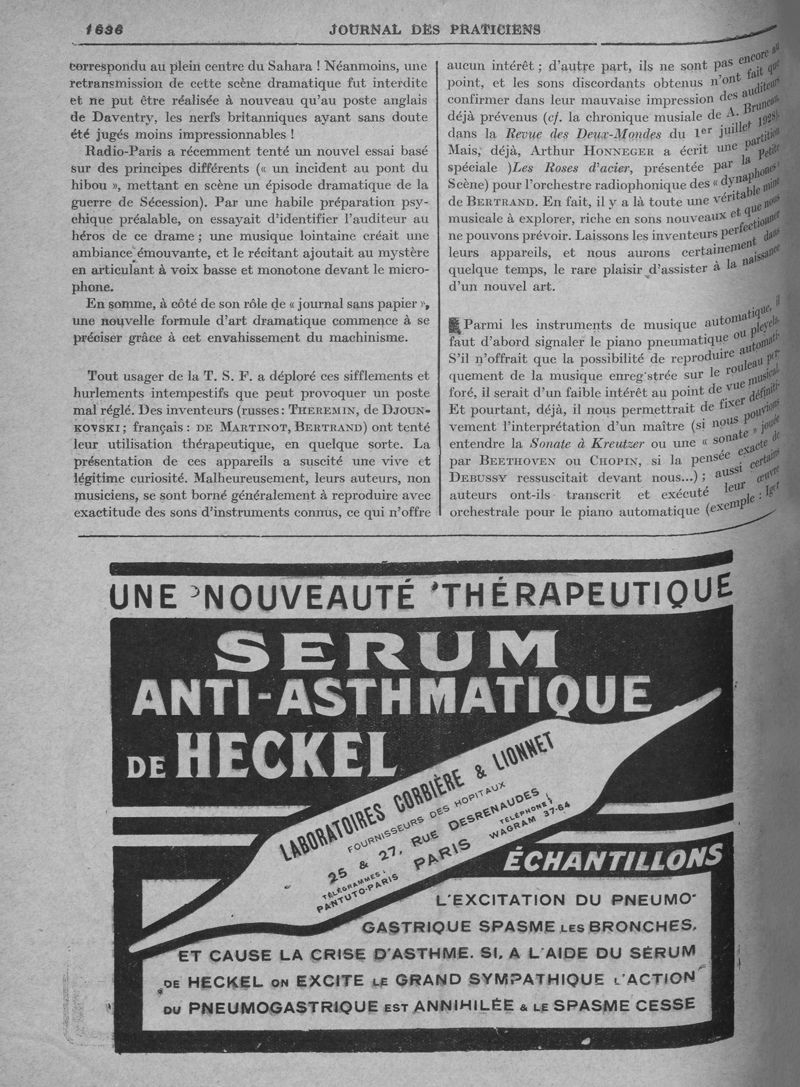 1636
JOURNAL DES PRATICIENS
correspondu au plein centre du Sahara ! Néanmoins, une
retransmission de cette scène dramatique fut interdite
et ne put être réalisée à nouveau qu'au poste anglais
de Daventry, les nerfs britanniques ayant sans doute
été jugés moins impressionnables !
Radio-Paris a récemment tenté un nouvel essai basé
sur des principes différents (« un incident au pont du
hibou », mettant en scène un épisode dramatique de la
guerre de Sécession). Par une habile préparation psy-
chique préalable, on essayait d'identifier l'auditeur au
héros de ce drame ; une musique lointaine créait une
ambiance émouvante, et le récitant ajoutait au mystère
en articulant à voix basse et monotone devant le micro-
phone.
En somme, à côté de son rôle de « journal sans papier »,
une nouvelle formule d'art dramatique commence à se
préciser grâce à cet envahissement du machinisme.
Tout usager de la T. S. F. a déploré ces sifflements et
hurlements intempestifs que peut provoquer un poste
mal réglé. Des inventeurs (russes : THEREMIN, de DJOUN-
KOVSKI ; français : DE MARTINOT, BERTRAND) ont tenté
leur utilisation thérapeutique, en quelque sorte. La
présentation de ces appareils a suscité une vive et
légitime curiosité. Malheureusement, leurs auteurs, non
musiciens, se sont borné généralement à reproduire avec
exactitude des sons d'instruments connus, ce qui n'offre
aucun intérêt ; d'autre part, ils ne sont pas encore au
point, et les sons discordants obtenus n'ont fait que
confirmer dans leur mauvaise impression des auditeurs
déjà prévenus (cf. la chronique musiale de A. Bruneau,
dans la Revue des Deux-Mondes du 1er juillet 1928).
Mais, déjà, Arthur HONNEGER a écrit une partition
spéciale )Les Roses d'acier, présentée par la Petite
Scène) pour l'orchestre radiophonique des « dynaphones »
de BERTRAND. En fait, il y a là toute une véritable mine
musicale à explorer, riche en sons nouveaux et que nous
ne pouvons prévoir. Laissons les inventeurs perfectionner
leurs appareils, et nous aurons certainement dans
quelque temps, le rare plaisir d'assister à la naissance
d'un nouvel art.
Parmi les instruments de musique automatique, il
faut d'abord signaler le piano pneumatique ou pleyela.
S'il n'offrait que la possibilité de reproduire automati-
quement de la musique enreg'strée sur le rouleau per-
foré, il serait d'un faible intérêt au point de vue musical.
Et pourtant, déjà, il nous permettrait de fixer définiti-
vement l'interprétation d'un maître (si nous pouvions
entendre la Sonate à Kreutzer ou une « sonate » jouée
par BEETHOVEN ou CHOPIN, si la pensée exacte de
DEBUSSY ressuscitait devant nous...) ; aussi certains
auteurs ont-ils transcrit et exécuté leur œuvre
orchestrale pour le piano automatique (exemple : Igor
UNE NOUVEAUTÉ THÉRAPEUTIQUE
SERUM
ANTI-ASTHMATIQUE
DE HECKEL
LABORATOIRES CORBIÈRE & LIONNET
FOURNISSEURS DES HOPITAUX
25 & 27, RUE DESRENAUDES
TÉLÉGRAMMES :
PANTUTO-PARIS
PARIS
TÉLÉPHONE :
WAGRAM 37-64
ÉCHANTILLONS
L'EXCITATION DU PNEUMO-
GASTRIQUE SPASME LES BRONCHES,
ET CAUSE LA CRISE D'ASTHME. SI, A L'AIDE DU SÉRUM
DE HECKEL ON EXCITE LE GRAND SYMPATHIQUE L'ACTION
DU PNEUMOGASTRIQUE EST ANNIHILÉE & LE SPASME CESSE